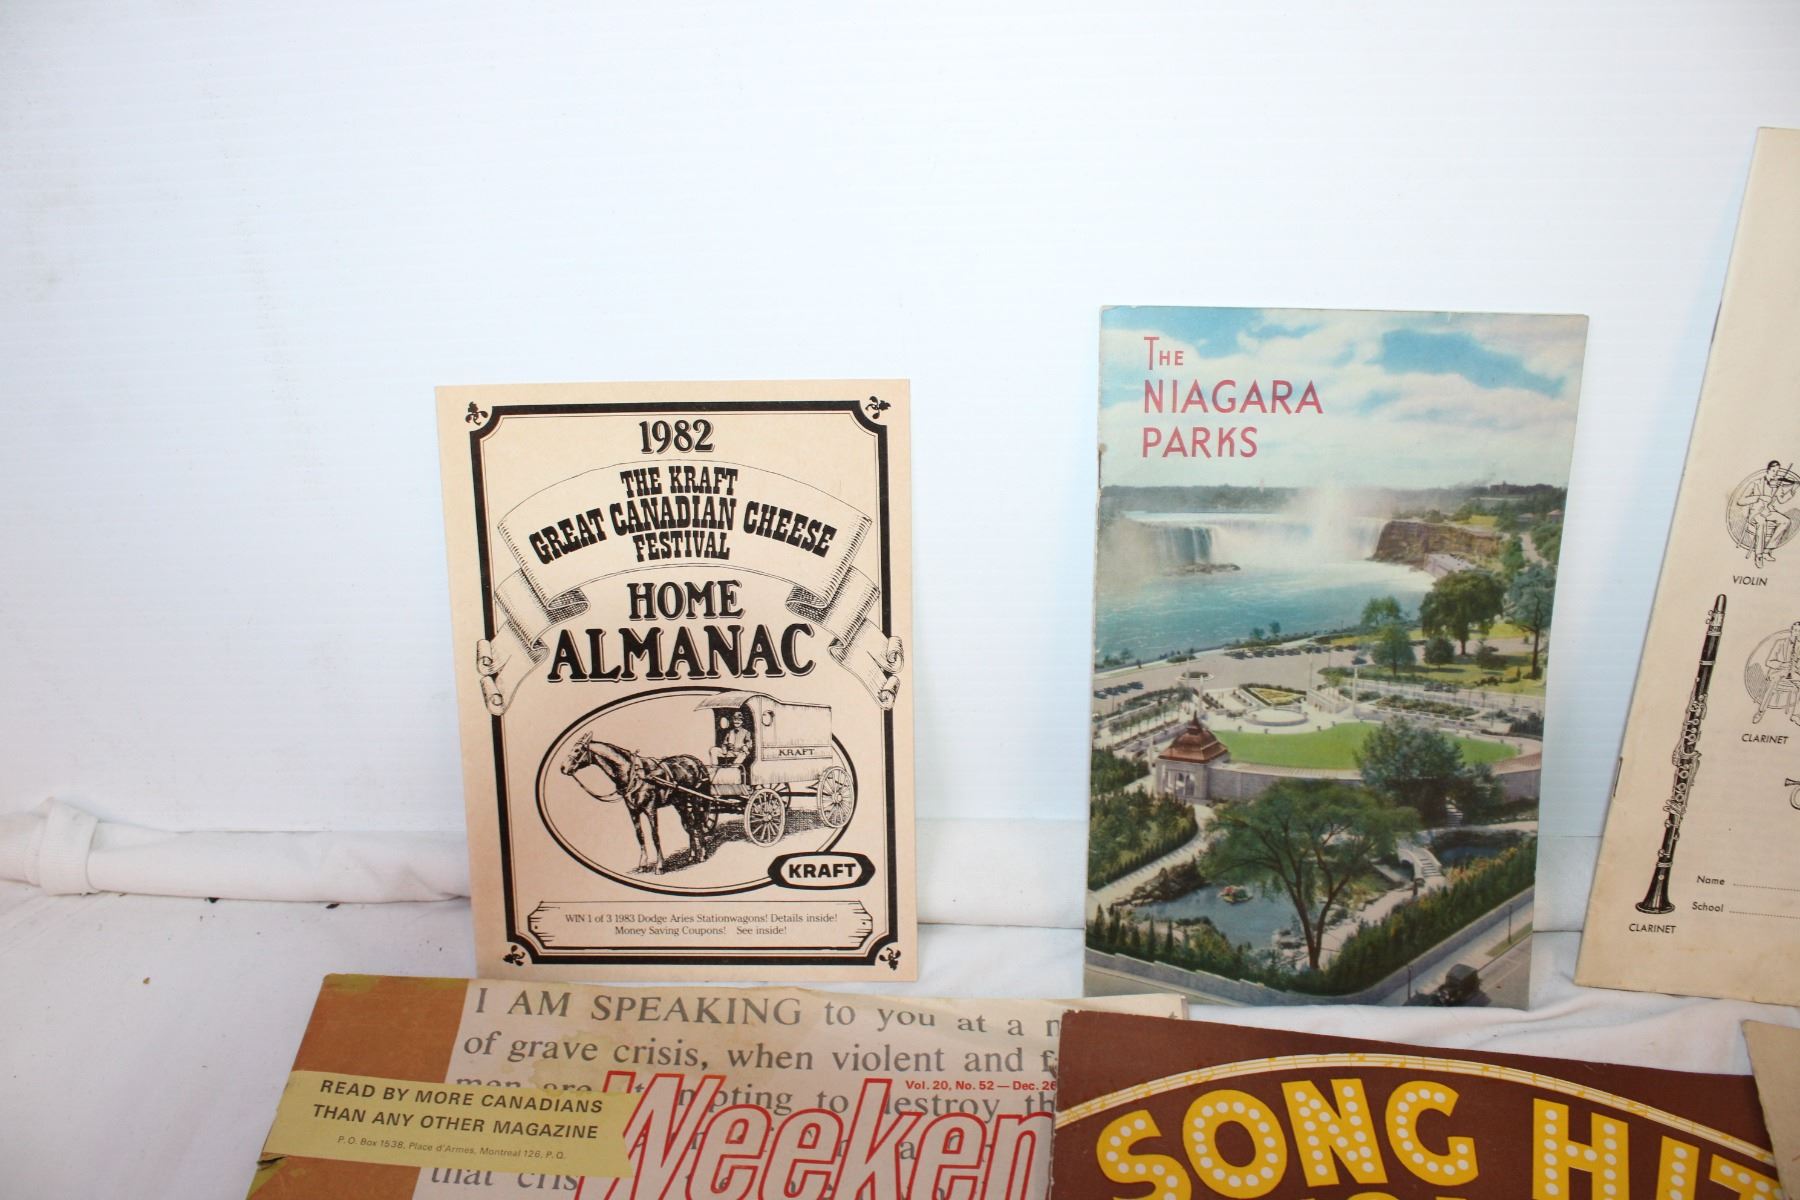 1982
THE KRAFT
GREAT CANADIAN CHEESE
FESTIVAL
HOME
ALMANAC
KRAFT
KRAFT
WIN 1 of 3 1983 Dodge Aries Stationwagons! Details inside!
Money Saving Coupons! See inside!
THE
NIAGARA
PARKS
VIOLIN
CLARINET
CLARINET
Name
School
I AM SPEAKING to you at a
of grave crisis, when violent and
men are
to destroy
that
READ BY MORE CANADIANS
THAN ANY OTHER MAGAZINE
P.O. Box 1538, Place d'Armes, Montreal 126, P.Q.
Vol. 20, No. 52 — Dec. 26
Weeken
SONG HIT